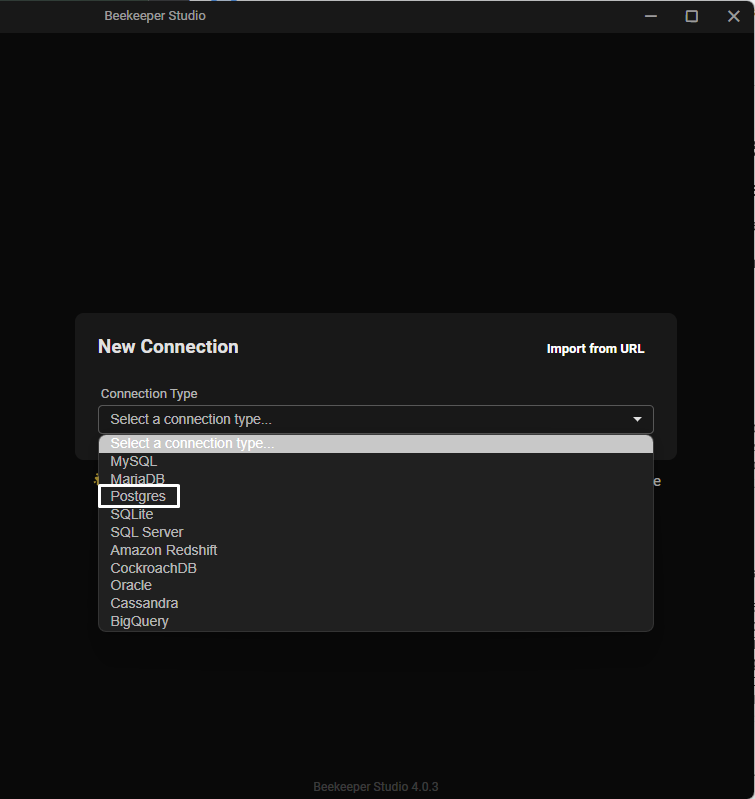 Beekeeper Studio
New Connection
Import from URL
Connection Type
Select a connection type...
Select a connection type...
MySQL
MariaDB
Postgres
SQLite
SQL Server
Amazon Redshift
CockroachDB
Oracle
Cassandra
BigQuery
Beekeeper Studio 4.0.3